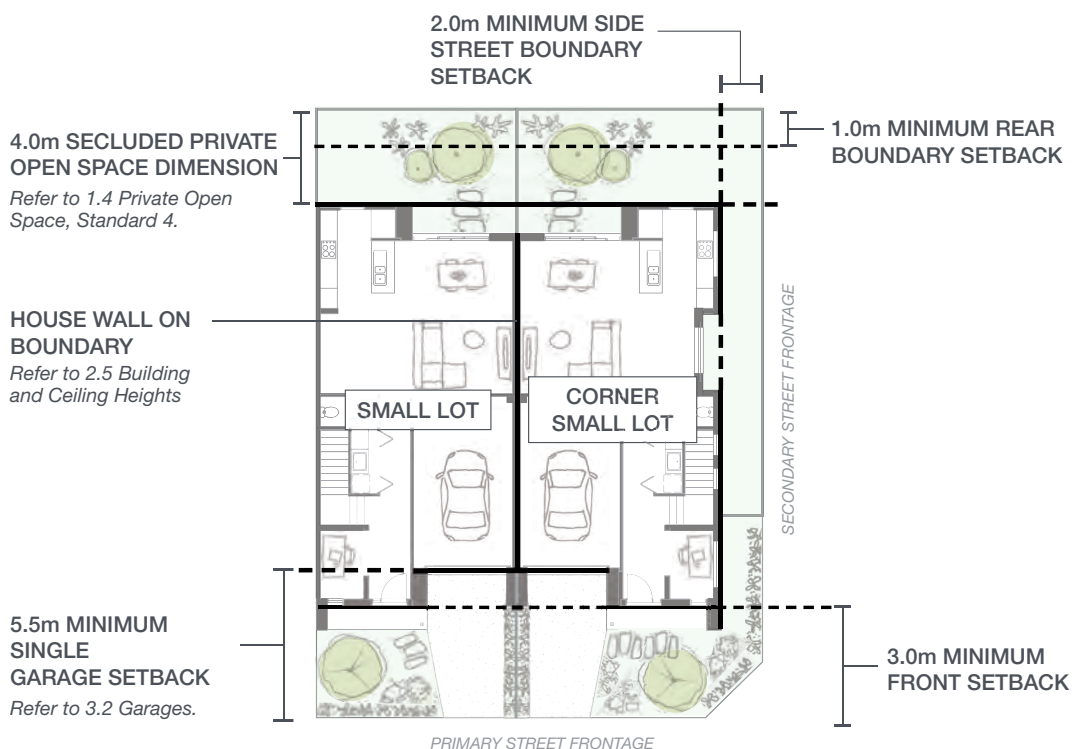 2.0m MINIMUM SIDE
STREET BOUNDARY
SETBACK
4.0m SECLUDED PRIVATE
OPEN SPACE DIMENSION
Refer to 1.4 Private Open
Space, Standard 4.
1.0m MINIMUM REAR
BOUNDARY SETBACK
HOUSE WALL ON
BOUNDARY
Refer to 2.5 Building
and Ceiling Heights
SMALL LOT
CORNER
SMALL LOT
SECONDARY STREET FRONTAGE
5.5m MINIMUM
SINGLE
GARAGE SETBACK
Refer to 3.2 Garages.
3.0m MINIMUM
FRONT SETBACK
PRIMARY STREET FRONTAGE